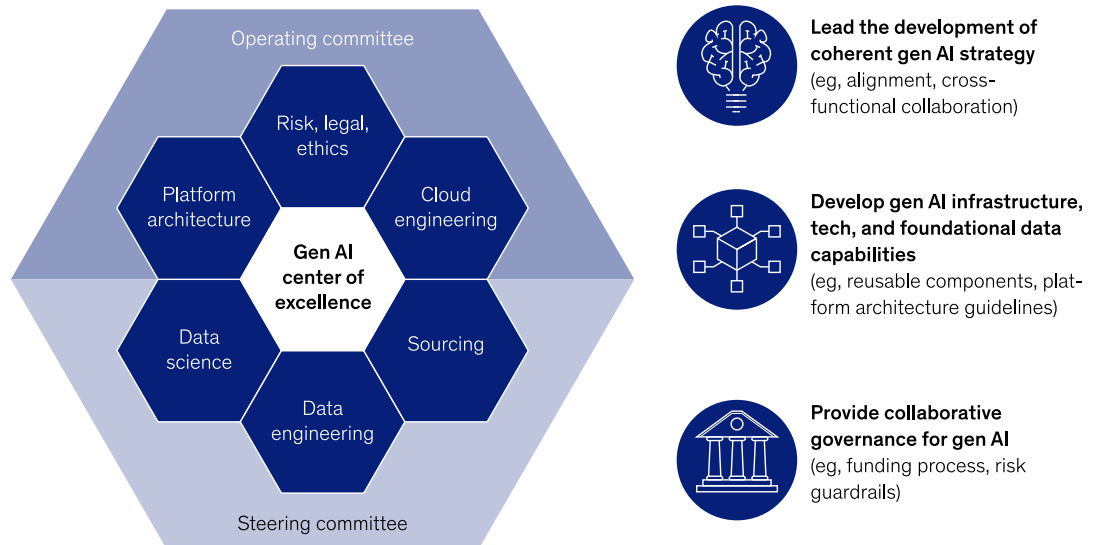 Operating committee
Risk, legal,
ethics
Platform
architecture
Cloud
engineering
Gen AI
center of
excellence
Data
science
Sourcing
Data
engineering
Steering committee
Lead the development of
coherent gen AI strategy
(eg, alignment, cross-
functional collaboration)
Develop gen AI infrastructure,
tech, and foundational data
capabilities
(eg, reusable components, plat-
form architecture guidelines)
Provide collaborative
governance for gen AI
(eg, funding process, risk
guardrails)